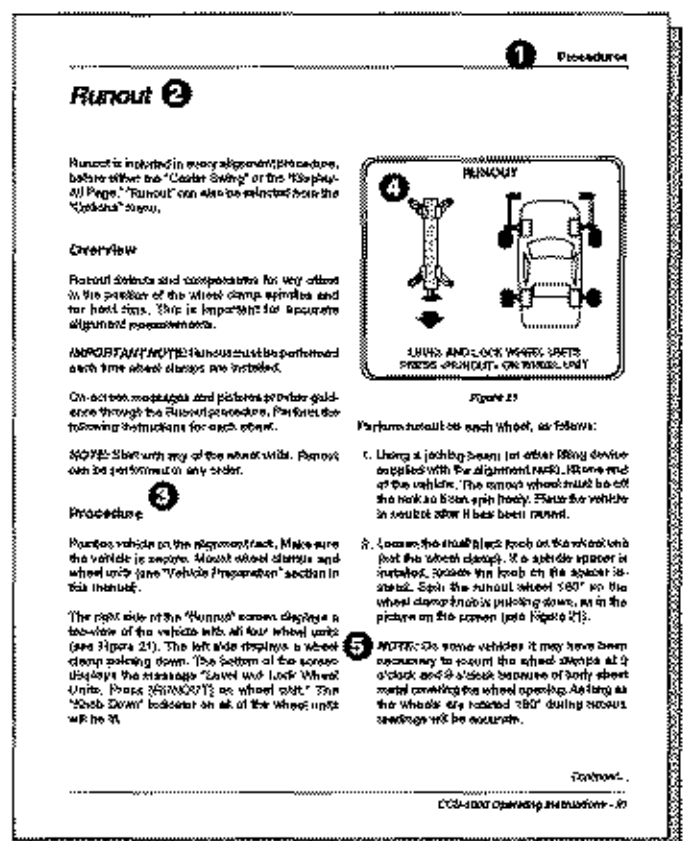 1 Procedures
Runout 2
Runout is included in every alignment procedure,
before either the "Caster Swing" or the "Display-
All Page." "Runout" can also be selected from the
"Options" menu.
Overview
Runout detects and compensates for any offset
in the position of the wheel clamp spindles and
for bent rims. This is important for accurate
alignment measurements.
IMPORTANT NOTE: Runout must be performed
each time wheel clamps are installed.
On-screen messages and pictures provide guid-
ance through the Runout procedure. Perform the
following instructions for each wheel.
NOTE: Start with any of the wheel units. Runout
can be performed in any order.
3
Procedure
Position vehicle on the alignment rack. Make sure
the vehicle is secure. Mount wheel clamps and
wheel units (see "Vehicle Preparation" section in
this manual).
The right side of the "Runout" screen displays a
top-view of the vehicle with all four wheel units
(see Figure 21). The left side displays a wheel
clamp pointing down. The bottom of the screen
displays the message "Level and Lock Wheel
Units. Press [RUNOUT] on wheel unit." The
"Knob Down" indicator on all of the wheel units
will be lit.
RUNOUT
4
LEVEL AND LOCK WHEEL UNITS
PRESS <RUNOUT> ON WHEEL UNIT
Figure 21
Perform runout on each wheel, as follows:
1. Using a jacking beam (or other lifting device
supplied with the alignment rack), lift one end
of the vehicle. The runout wheel must be off
the rack so it can spin freely. Place the vehicle
in neutral after it has been raised.
2. Loosen the small black knob on the wheel unit
(not the wheel clamp). If a spindle spacer is
installed, loosen the knob on the spacer in-
stead. Spin the runout wheel 180° so the
wheel clamp knob is pointing down, as in the
picture on the screen (see Figure 21).
5 NOTE: On some vehicles it may have been
necessary to mount the wheel clamps at 3
o'clock and 9 o'clock because of body sheet
metal covering the wheel opening. As long as
the wheels are rotated 180° during runout,
readings will be accurate.
Continued...
Operating Instructions -